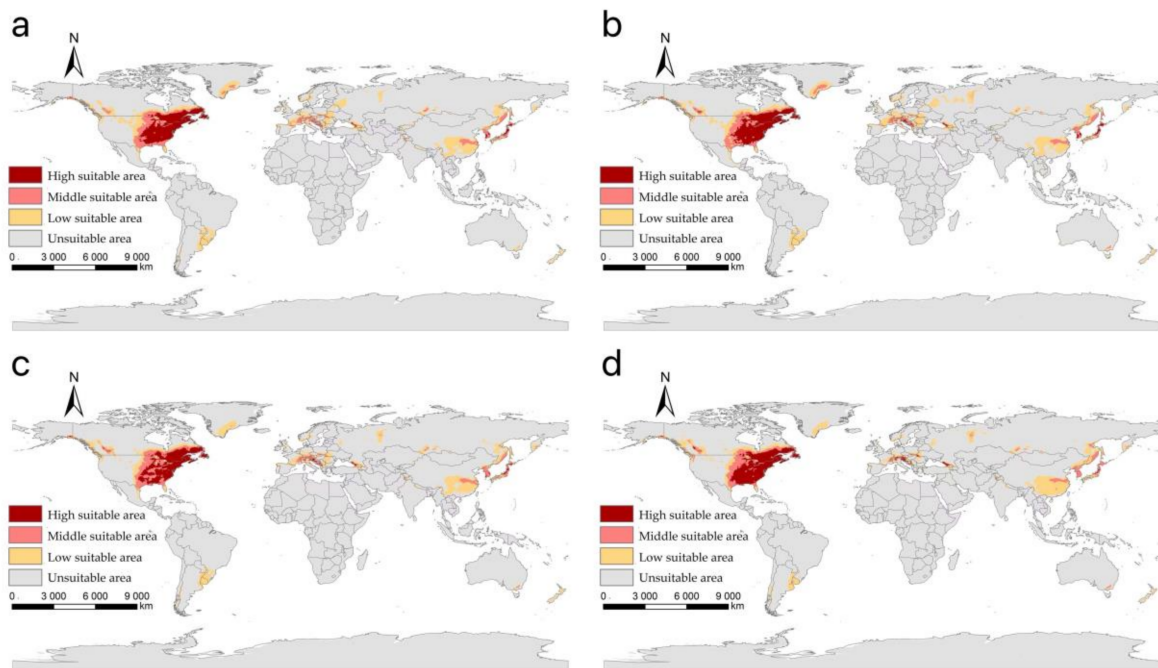 a
N
High suitable area
Middle suitable area
Low suitable area
Unsuitable area
0 3 000 6 000 9 000
km
b
N
High suitable area
Middle suitable area
Low suitable area
Unsuitable area
0 3 000 6 000 9 000
km
c
N
High suitable area
Middle suitable area
Low suitable area
Unsuitable area
0 3 000 6 000 9 000
km
d
N
High suitable area
Middle suitable area
Low suitable area
Unsuitable area
0 3 000 6 000 9 000
km